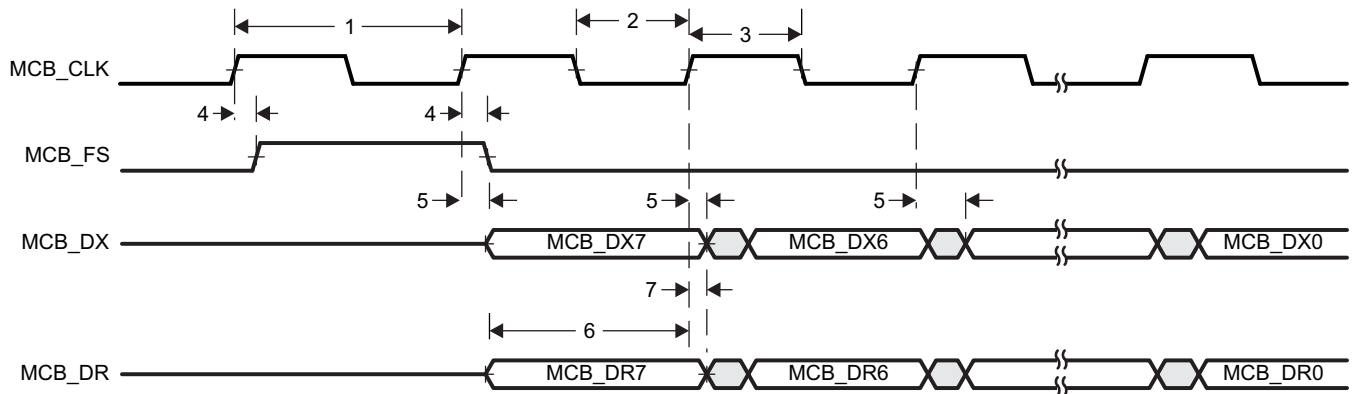 1
2
3
MCB_CLK
4
4
MCB_FS
5
5
5
MCB_DX
MCB_DX7
MCB_DX6
MCB_DX0
7
6
MCB_DR
MCB_DR7
MCB_DR6
MCB_DR0